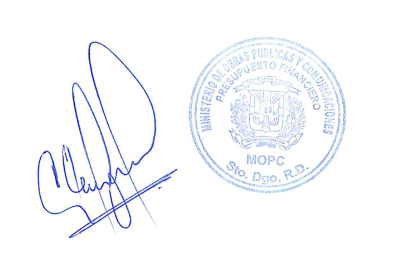 MINISTERIO DE OBRAS PUBLICAS Y COMUNICACIONES
PRESUPUESTO FINANCIERO
MOPC
Sto. Dgo, R.D.